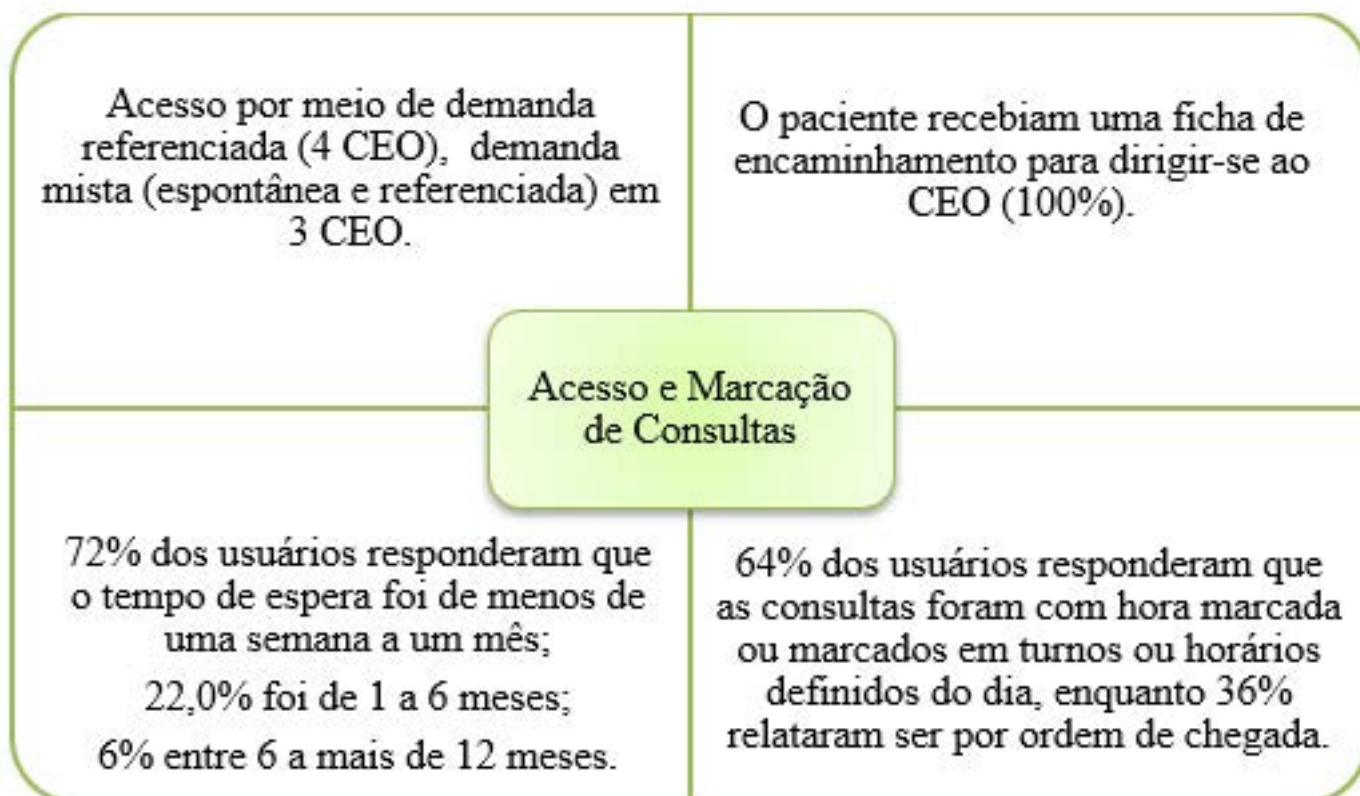 Acesso por meio de demanda
referenciada (4 CEO), demanda
mista (espontânea e referenciada) em
3 CEO.
O paciente recebiam uma ficha de
encaminhamento para dirigir-se ao
CEO (100%).
Acesso e Marcação
de Consultas
72% dos usuários responderam que
o tempo de espera foi de menos de
uma semana a um mês;
22,0% foi de 1 a 6 meses;
6% entre 6 a mais de 12 meses.
64% dos usuários responderam que
as consultas foram com hora marcada
ou marcados em turnos ou horários
definidos do dia, enquanto 36%
relataram ser por ordem de chegada.